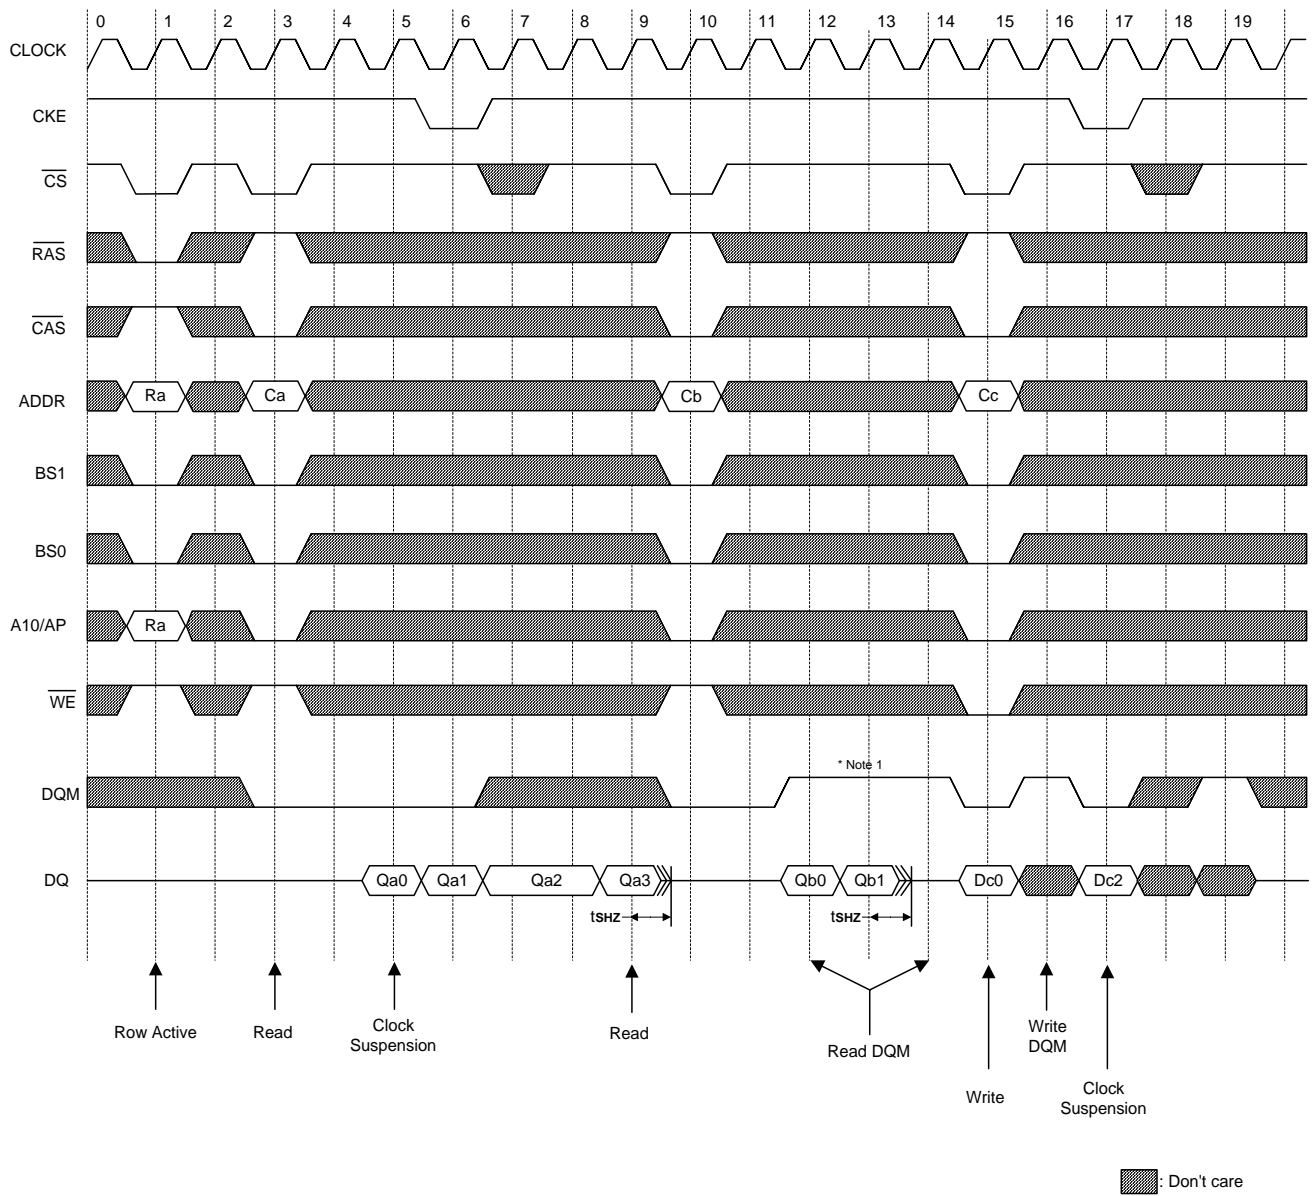 0 1 2 3 4 5 6 7 8 9 10 11 12 13 14 15 16 17 18 19
CLOCK
CKE
CS
RAS
CAS
ADDR Ra Ca Cb Cc
BS1
BS0
A10/AP Ra
WE
* Note 1
DQM
DQ Qa0 Qa1 Qa2 Qa3 Qb0 Qb1 Dc0 Dc2
tSHZ tSHZ
Row Active
Read
Clock
Suspension
Read
Read DQM
Write
Write
DQM
Clock
Suspension
: Don't care